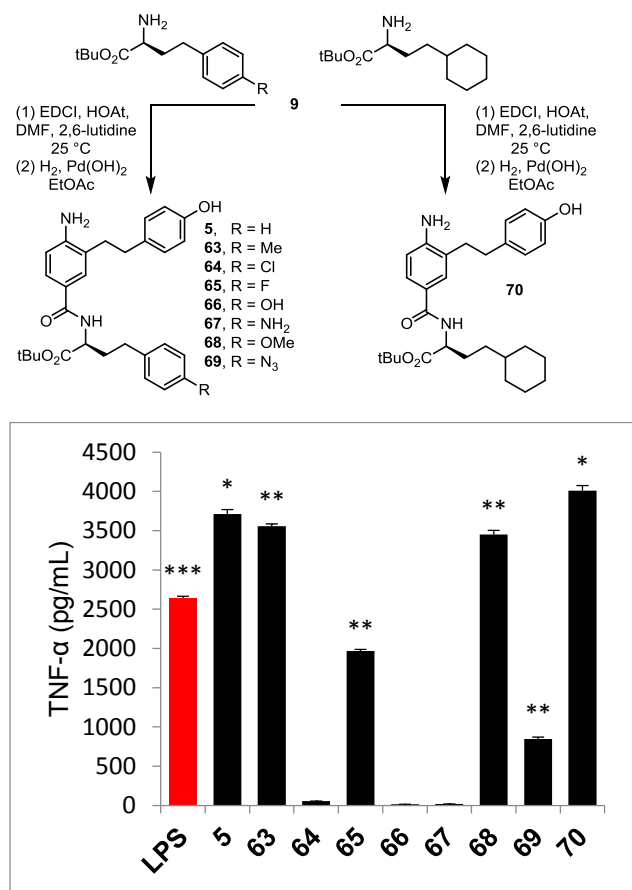 NH₂
tBuO₂C
R
NH₂
tBuO₂C
9
(1) EDCI, HOAt,
DMF, 2,6-lutidine
25 °C
(2) H₂, Pd(OH)₂
EtOAc
(1) EDCI, HOAt,
DMF, 2,6-lutidine
25 °C
(2) H₂, Pd(OH)₂
EtOAc
NH₂
OH
O
NH
tBuO₂C
R
5, R = H
63, R = Me
64, R = Cl
65, R = F
66, R = OH
67, R = NH₂
68, R = OMe
69, R = N₃
NH₂
OH
70
O
NH
tBuO₂C
TNF-α (pg/mL)
4500
4000
3500
3000
2500
2000
1500
1000
500
0
***
*
**
**
**
**
*
LPS
5
63
64
65
66
67
68
69
70